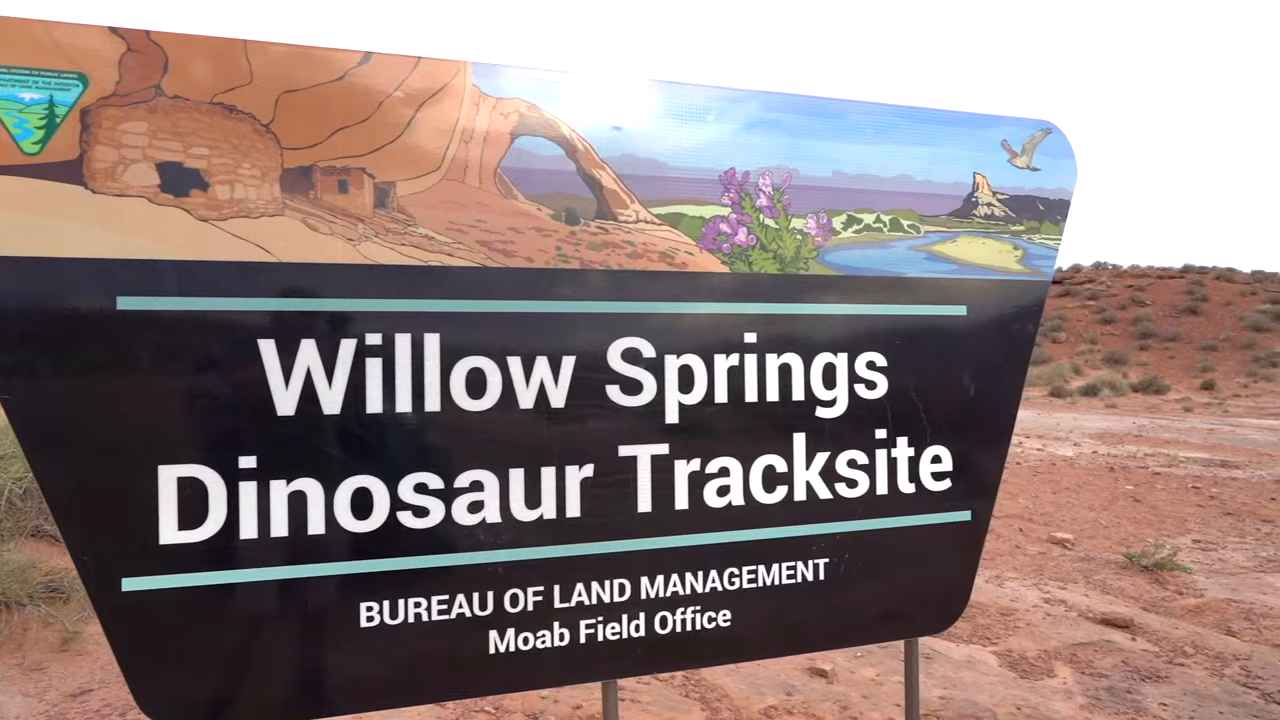 Willow Springs
Dinosaur Tracksite
BUREAU OF LAND MANAGEMENT
Moab Field Office